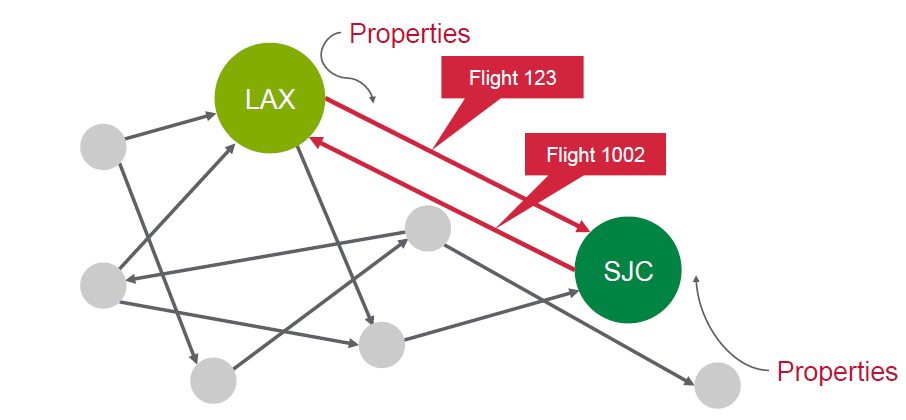 Properties
Flight 123
LAX
Flight 1002
SJC
Properties